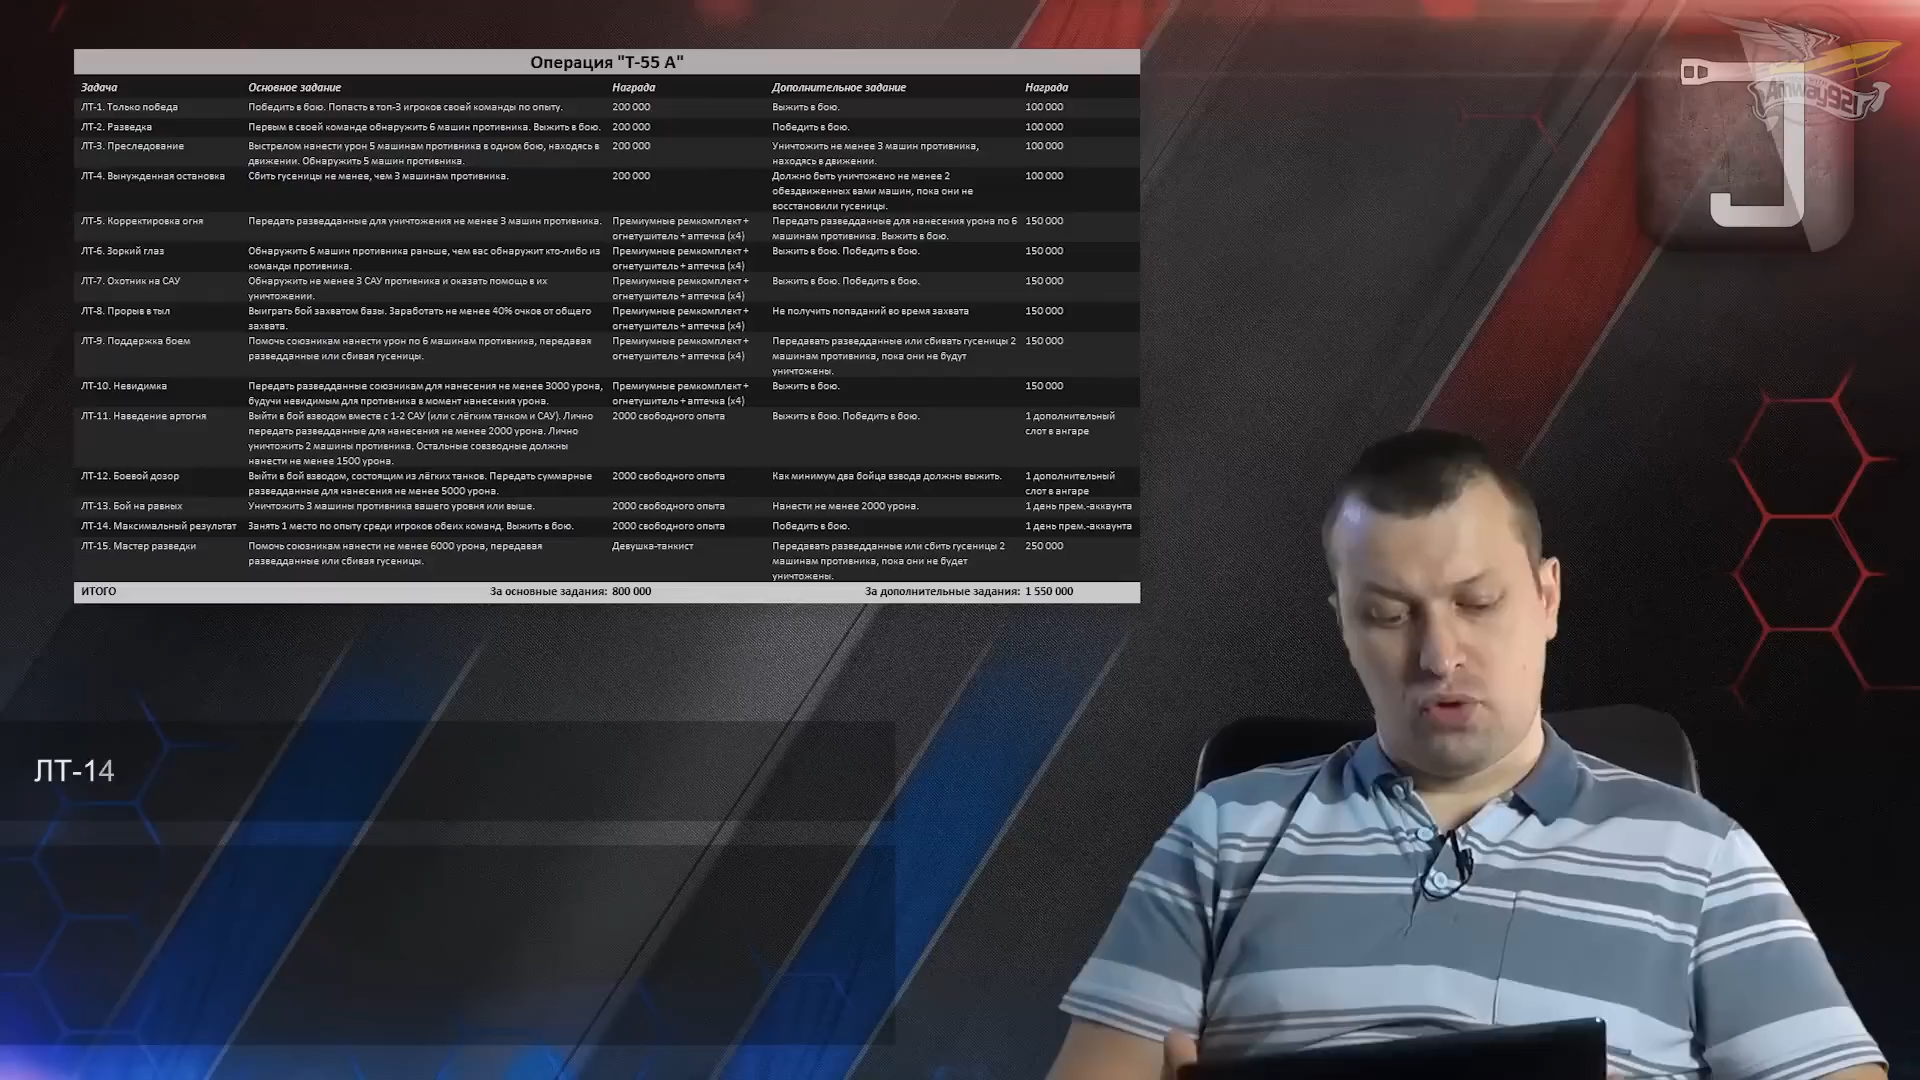 Операция "Т-55 А"
Задача Основное задание Награда Дополнительное задание Награда
ЛТ-1. Только победа Победить в бою. Попасть в топ-3 игроков своей команды по опыту. 200 000 Выжить в бою. 100 000
ЛТ-2. Разведка Первым в своей команде обнаружить 6 машин противника. Выжить в бою. 200 000 Победить в бою. 100 000
ЛТ-3. Преследование Выстрелом нанести урон 5 машинам противника в одном бою, находясь в 200 000 Уничтожить не менее 3 машин противника, 100 000
движении. Обнаружить 5 машин противника. находясь в движении.
ЛТ-4. Вынужденная остановка Сбить гусеницы не менее, чем 3 машинам противника. 200 000 Должно быть уничтожено не менее 2 100 000
обездвиженных вами машин, пока они не
восстановили гусеницы.
ЛТ-5. Корректировка огня Передать разведданные для уничтожения не менее 3 машин противника. Премиумные ремкомплект + Передать разведданные для нанесения урона по 6 150 000
огнетушитель + аптечка (х4) машинам противника. Выжить в бою.
ЛТ-6. Зоркий глаз Обнаружить 6 машин противника раньше, чем вас обнаружит кто-либо из Премиумные ремкомплект + Выжить в бою. Победить в бою. 150 000
команды противника. огнетушитель + аптечка (х4)
ЛТ-7. Охотник на САУ Обнаружить не менее 3 САУ противника и оказать помощь в их Премиумные ремкомплект + Выжить в бою. Победить в бою. 150 000
уничтожении. огнетушитель + аптечка (х4)
ЛТ-8. Прорыв в тыл Выиграть бой захватом базы. Заработать не менее 40% очков от общего Премиумные ремкомплект + Не получить попаданий во время захвата 150 000
захвата. огнетушитель + аптечка (х4)
ЛТ-9. Поддержка боем Помочь союзникам нанести урон по 6 машинам противника, передавая Премиумные ремкомплект + Передавать разведданные или сбивать гусеницы 2 150 000
разведданные или сбивая гусеницы. огнетушитель + аптечка (х4) машинам противника, пока они не будут
уничтожены.
ЛТ-10. Невидимка Передать разведданные союзникам для нанесения не менее 3000 урона, Премиумные ремкомплект + Выжить в бою. 150 000
будучи невидимым для противника в момент нанесения урона. огнетушитель + аптечка (х4)
ЛТ-11. Наведение артогня Выйти в бой взводом вместе с 1-2 САУ (или с лёгким танком и САУ). Лично 2000 свободного опыта Выжить в бою. Победить в бою. 1 дополнительный
передать разведданные для нанесения не менее 2000 урона. Лично слот в ангаре
уничтожить 2 машины противника. Остальные совзводные должны
нанести не менее 1500 урона.
ЛТ-12. Боевой дозор Выйти в бой взводом, состоящим из лёгких танков. Передать суммарные 2000 свободного опыта Как минимум два бойца взвода должны выжить. 1 дополнительный
разведданные для нанесения не менее 5000 урона. слот в ангаре
ЛТ-13. Бой на равных Уничтожить 3 машины противника вашего уровня или выше. 2000 свободного опыта Нанести не менее 2000 урона. 1 день прем.-аккаунта
ЛТ-14. Максимальный результат Занять 1 место по опыту среди игроков обеих команд. Выжить в бою. 2000 свободного опыта Победить в бою. 1 день прем.-аккаунта
ЛТ-15. Мастер разведки Помочь союзникам нанести не менее 6000 урона, передавая Девушка-танкист Передавать разведданные или сбить гусеницы 2 250 000
разведданные или сбивая гусеницы. машинам противника, пока они не будет
уничтожены.
ИТОГО За основные задания: 800 000 За дополнительные задания: 1 550 000
Amway921
ЛТ-14